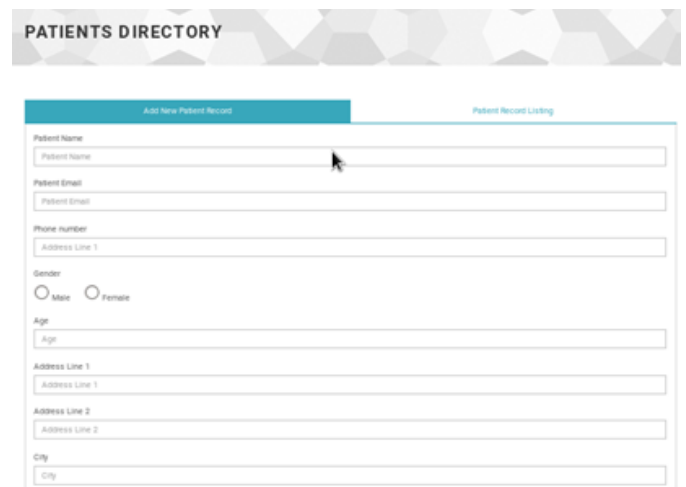 PATIENTS DIRECTORY
Add New Patient Record Patient Record Listing
Patient Name
Patient Name
Patient Email
Patient Email
Phone number
Address Line 1
Gender
Male Female
Age
Age
Address Line 1
Address Line 1
Address Line 2
Address Line 2
City
City